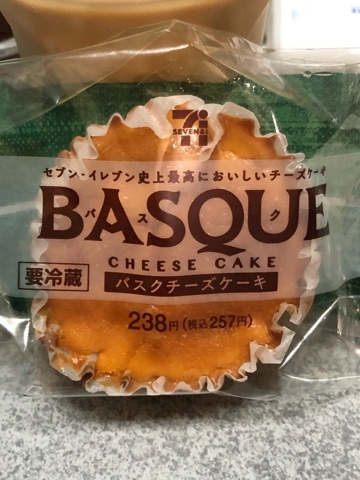 7i
SEVEN&i
セブン-イレブン史上最高においしいチーズケーキ
BASQUE
バスク
CHEESE CAKE
要冷蔵
バスクチーズケーキ
238円(税込257円)